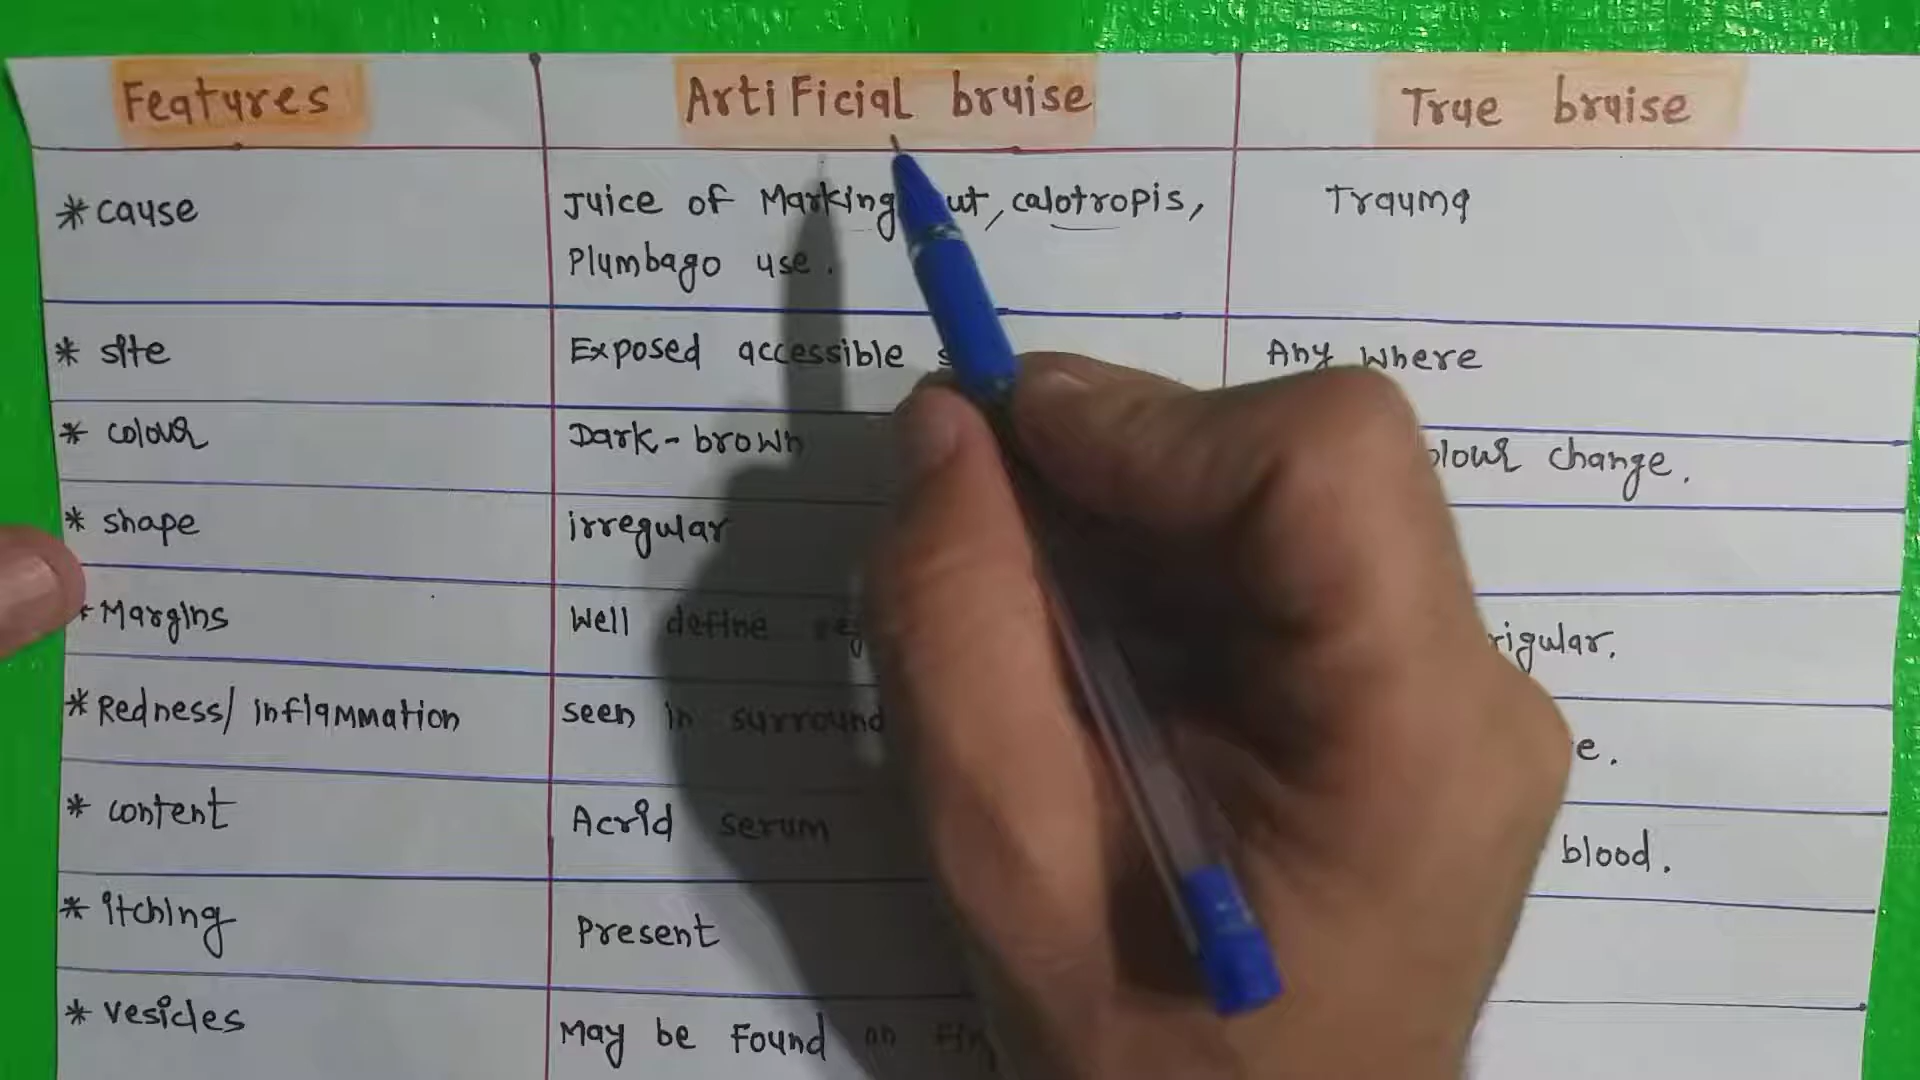 Features Artificial bruise True bruise
* cause Juice of Marking ut, calotropis, Trauma
Plumbago use.
* site Exposed accessible Any where
* colour Dark-brown change.
* shape irregular
* Margins Well define
* Redness/inflammation seen in surround
* content Acrid serum blood.
* itching Present
* vesicles May be Found on